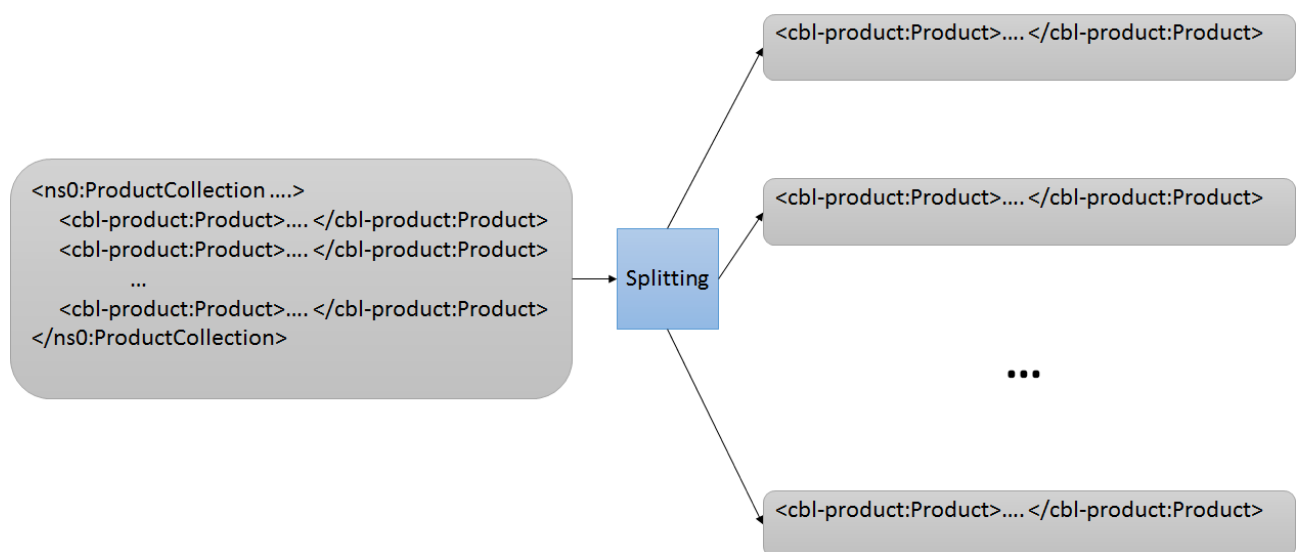 <ns0:ProductCollection ....>
<cbl-product:Product>.... </cbl-product:Product>
<cbl-product:Product>.... </cbl-product:Product>
...
<cbl-product:Product>.... </cbl-product:Product>
</ns0:ProductCollection>
Splitting
<cbl-product:Product>.... </cbl-product:Product>
<cbl-product:Product>.... </cbl-product:Product>
...
<cbl-product:Product>.... </cbl-product:Product>